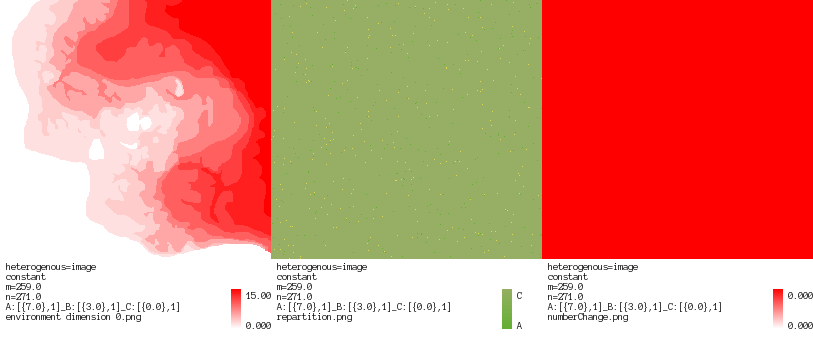 heterogenous=image
constant
m=259.0
n=271.0
A:[{7.0},1]_B:[{3.0},1]_C:[{0.0},1]
environment dimension 0.png
15.00
0.000
heterogenous=image
constant
m=259.0
n=271.0
A:[{7.0},1]_B:[{3.0},1]_C:[{0.0},1]
repartition.png
C
A
heterogenous=image
constant
m=259.0
n=271.0
A:[{7.0},1]_B:[{3.0},1]_C:[{0.0},1]
numberChange.png
0.000
0.000